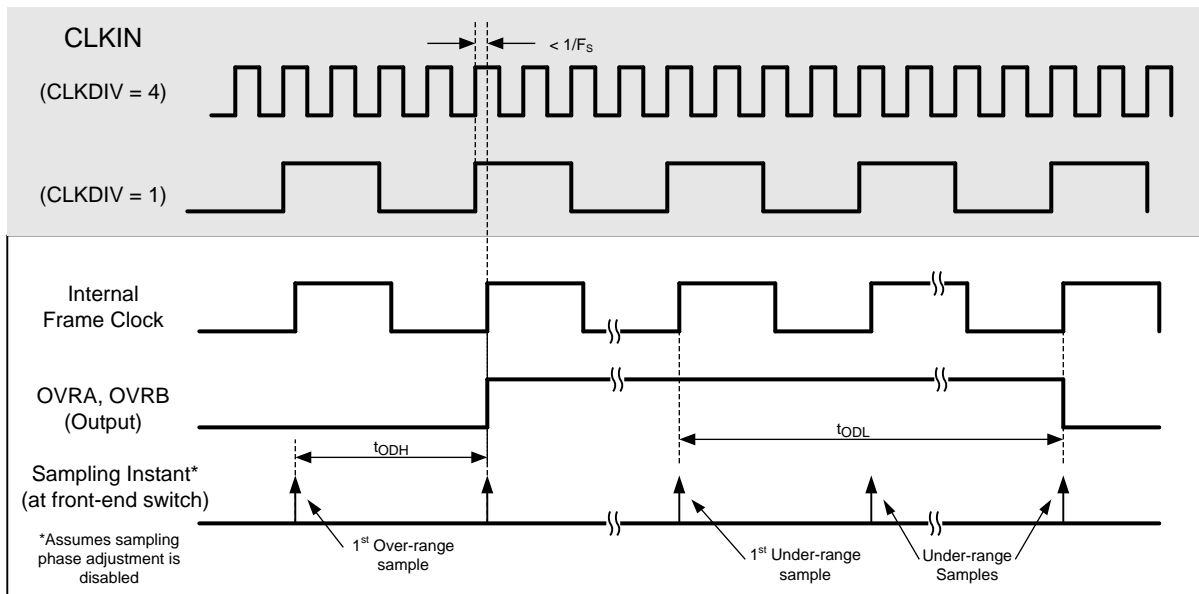 CLKIN
< 1/FS
(CLKDIV = 4)
(CLKDIV = 1)
Internal
Frame Clock
OVRA, OVRB
(Output)
tODH
tODL
Sampling Instant*
(at front-end switch)
*Assumes sampling
phase adjustment is
disabled
1st Over-range
sample
1st Under-range
sample
Under-range
Samples